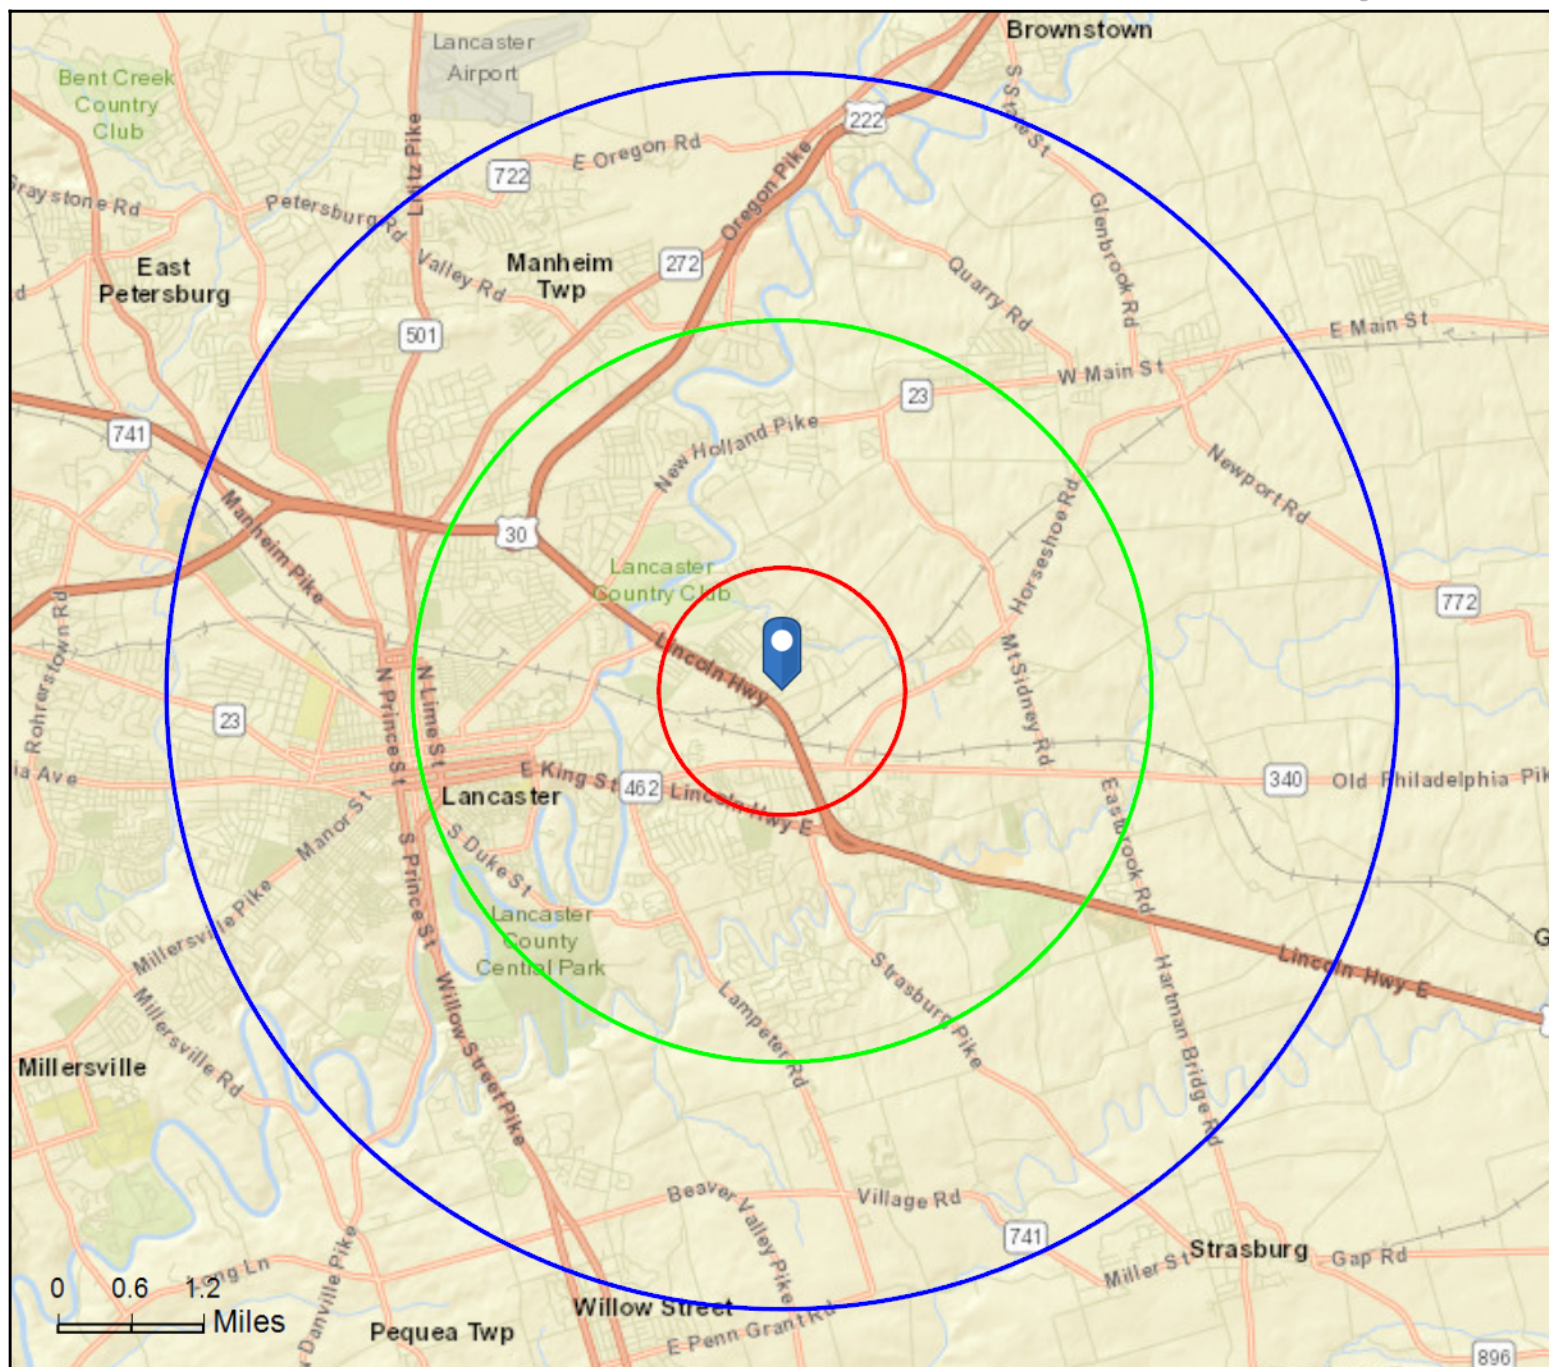 Brownstown
Lancaster
Airport
Bent Creek
Country
Club
222
S State St
Lititz Pike
E Oregon Rd
722
Oregon Pike
Graystone Rd
Petersburg Rd
Glenbrook Rd
Valley Rd
Manheim
Twp
272
East
Petersburg
Quarry Rd
501
E Main St
W Main St
23
741
New Holland Pike
Newport Rd
Manheim Pike
30
Horseshoe Rd
Lancaster
Country Club
772
Rohrerstown Rd
Lincoln Hwy
Mt Sidney Rd
N Prince St
N Lime St
23
ia Ave
E King St
462
Lincoln Hwy E
340
Old Philadelphia Pik
Lancaster
Eastbrook Rd
Manor St
S Duke St
S Prince St
Millersville Pike
Lancaster
County
Central Park
G
Strasburg Pike
Hartman Bridge Rd
Lincoln Hwy E
Willow Street Pike
Lampeter Rd
Millersville Rd
Millersville
Beaver Valley Pike
Village Rd
741
Strasburg
Miller St
Gap Rd
Long Ln
Danville Pike
0 0.6 1.2
Miles
Willow Street
Pequea Twp
E Penn Grant Rd
896